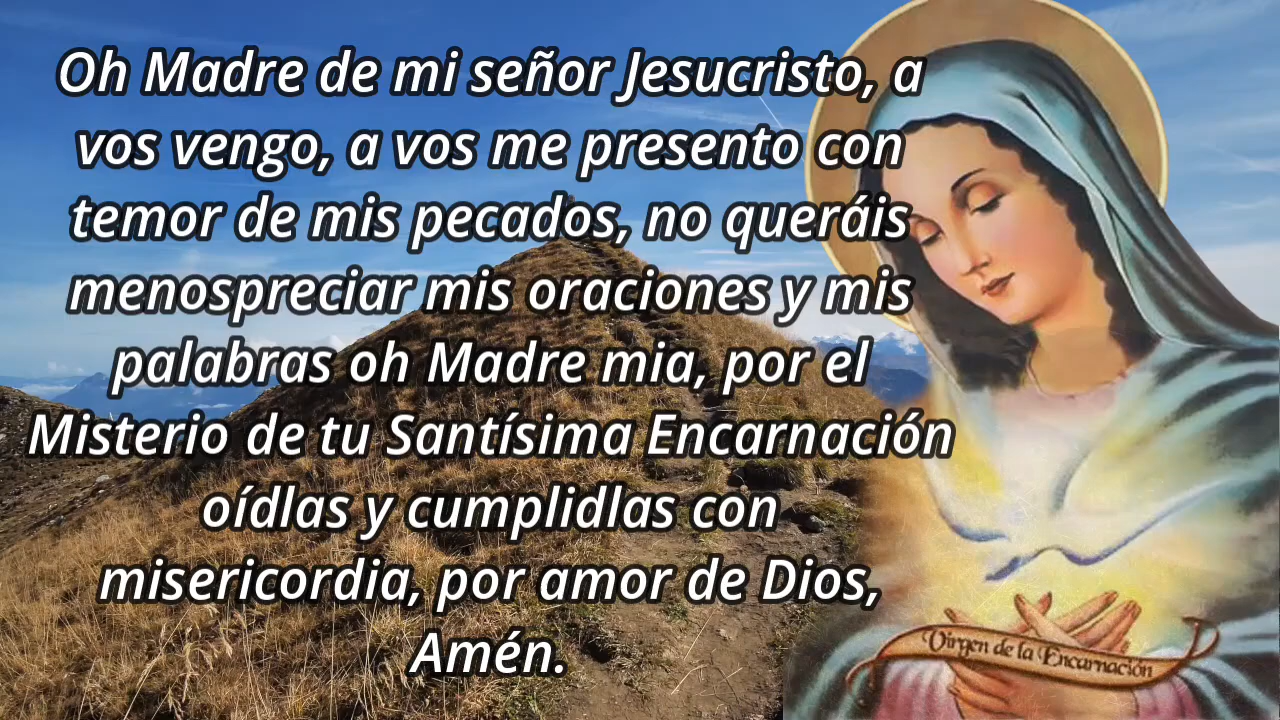 Oh Madre de mi señor Jesucristo, a
vos vengo, a vos me presento con
temor de mis pecados, no queráis
menospreciar mis oraciones y mis
palabras oh Madre mia, por el
Misterio de tu Santísima Encarnación
oídlas y cumplidlas con
misericordia, por amor de Dios,
Amén.
Virgen de la Encarnación